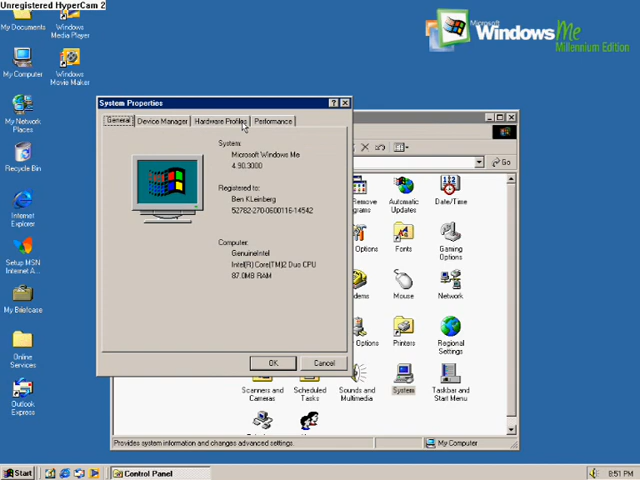 Unregistered HyperCam 2
My Documents
Windows Media Player
My Computer
Windows Movie Maker
My Network Places
Recycle Bin
Internet Explorer
Setup MSN Internet A...
My Briefcase
Online Services
Outlook Express
Microsoft
Windows Me
Millennium Edition
System Properties
General
Device Manager
Hardware Profiles
Performance
System:
Microsoft Windows Me
4.90.3000
Registered to:
Ben KLeinberg
52782-270-0600116-14542
Computer:
GenuineIntel
Intel(R) Core(TM)2 Duo CPU
87.0MB RAM
OK
Cancel
Go
Remove
Automatic Updates
Date/Time
Options
Fonts
Gaming Options
Mouse
Network
Options
Printers
Regional Settings
Scanners and Cameras
Scheduled Tasks
Sounds and Multimedia
System
Taskbar and Start Menu
Provides system information and changes advanced settings.
My Computer
Start
Control Panel
8:51 PM